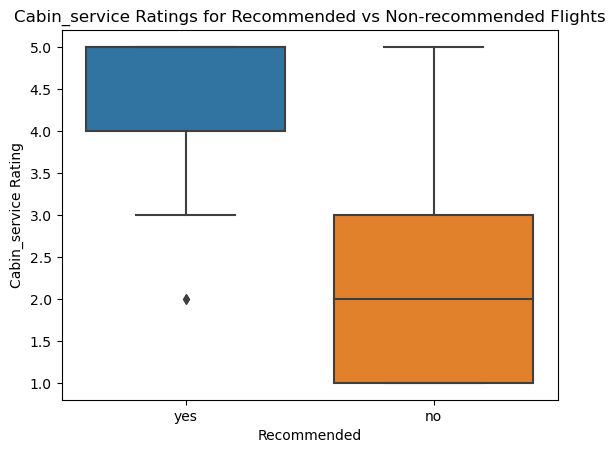 Cabin_service Ratings for Recommended vs Non-recommended Flights
5.0
4.5
4.0
3.5
3.0
2.5
2.0
1.5
1.0
Cabin_service Rating
yes
no
Recommended